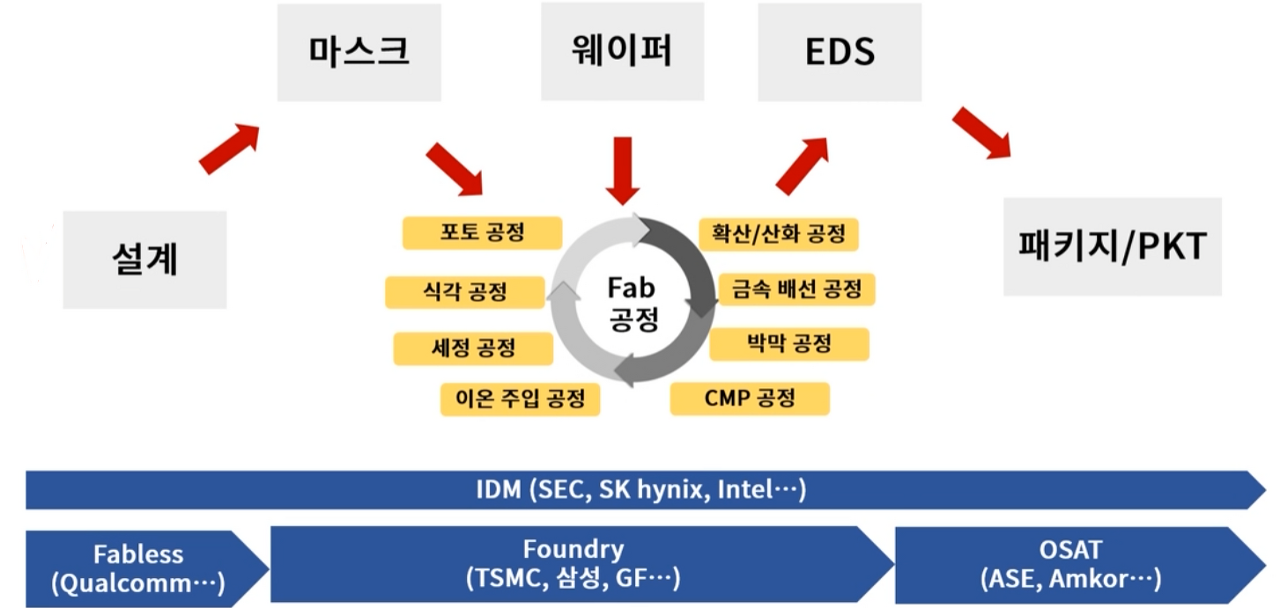 마스크
웨이퍼
EDS
설계
패키지/PKT
포토 공정
식각 공정
세정 공정
이온 주입 공정
Fab
공정
확산/산화 공정
금속 배선 공정
박막 공정
CMP 공정
IDM (SEC, SK hynix, Intel…)
Fabless
(Qualcomm…)
Foundry
(TSMC, 삼성, GF…)
OSAT
(ASE, Amkor…)